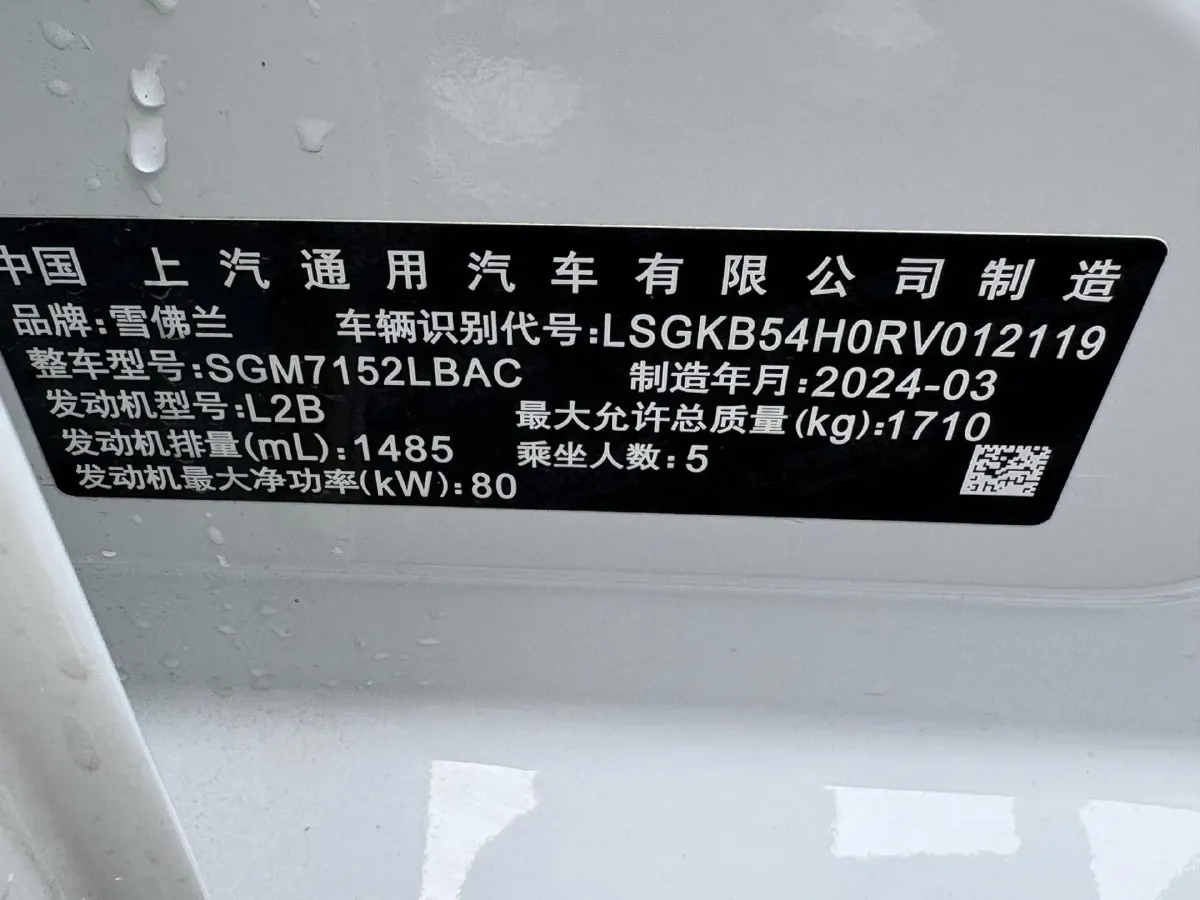 中国 上汽通用汽车有限公司制造
品牌:雪佛兰 车辆识别代号:LSGKB54H0RV012119
整车型号:SGM7152LBAC 制造年月:2024-03
发动机型号:L2B 最大允许总质量(kg):1710
发动机排量(mL):1485 乘坐人数:5
发动机最大净功率(kW):80